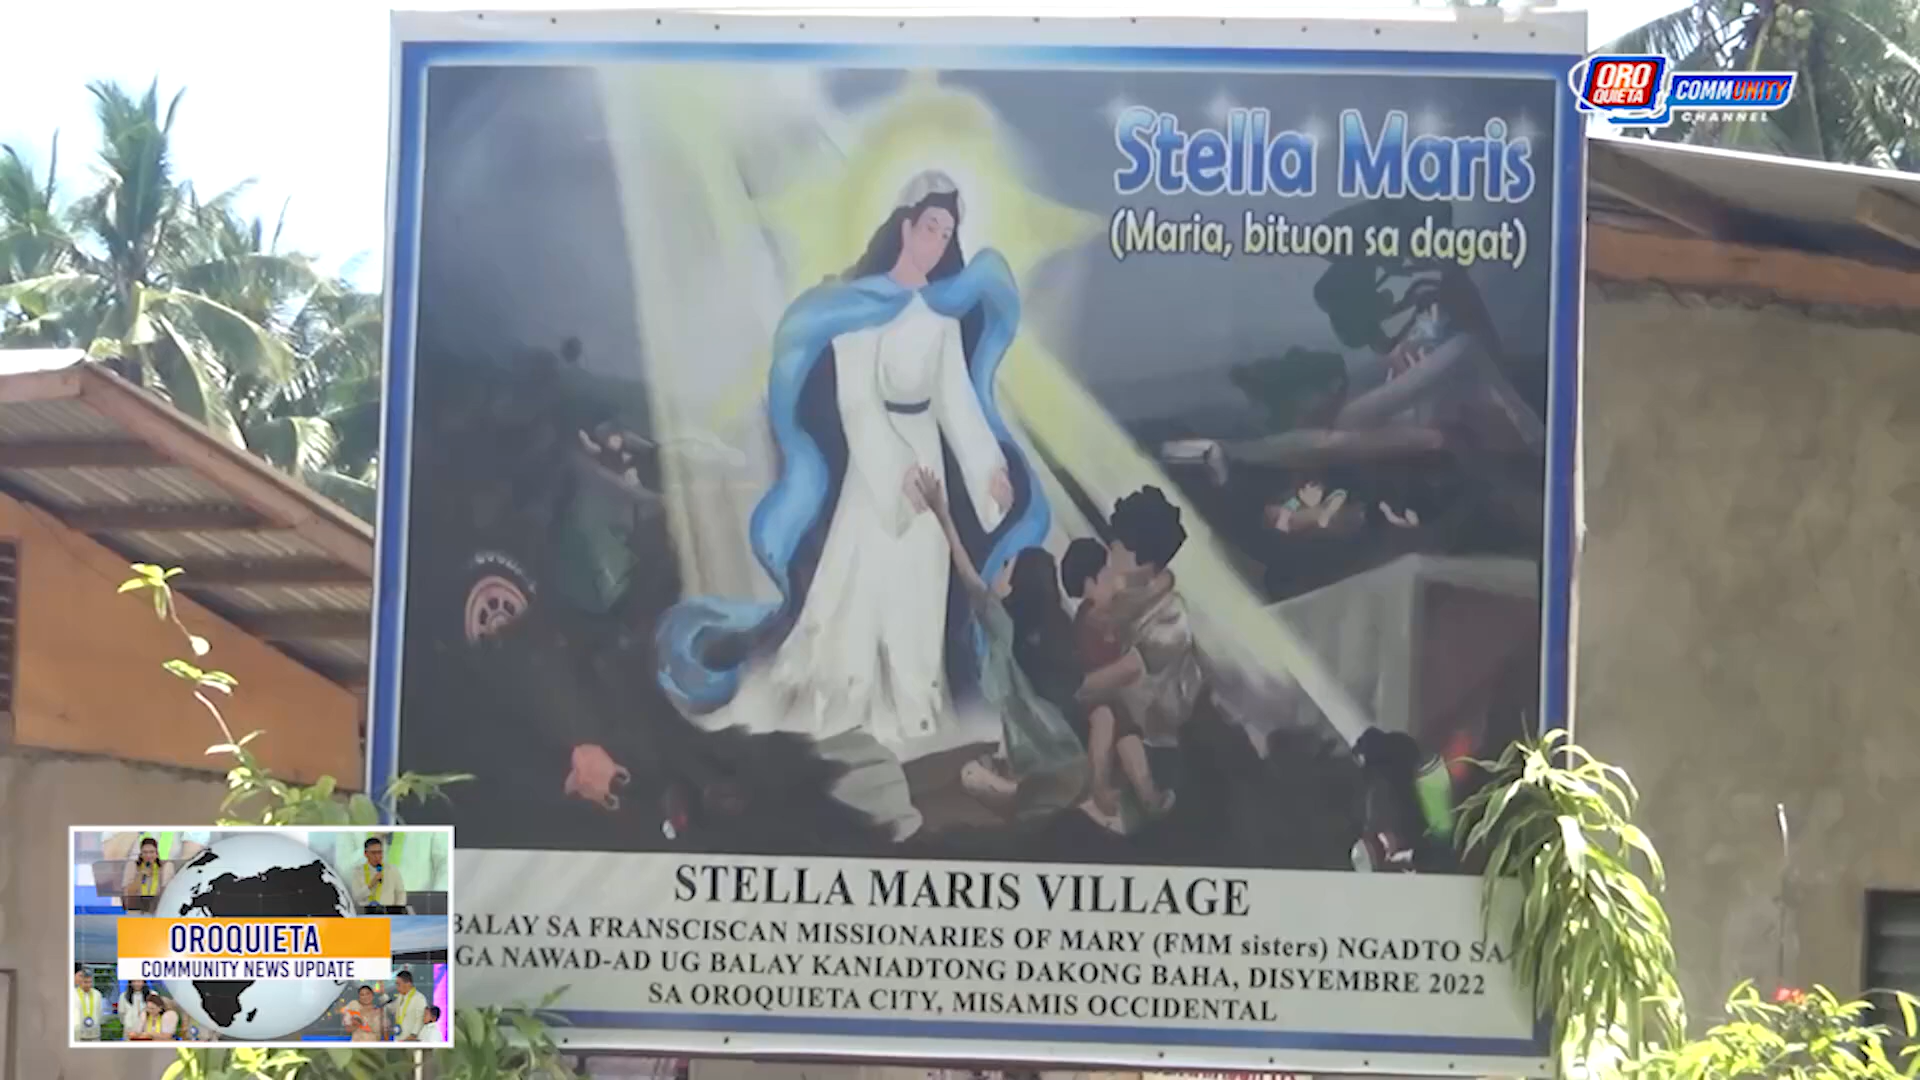 Stella Maris
(Maria, bituon sa dagat)
ORO
QUIETA
COMMUNITY
CHANNEL
STELLA MARIS VILLAGE
BALAY SA FRANSCISCAN MISSIONARIES OF MARY (FMM sisters) NGADTO SA
GA NAWAD-AD UG BALAY KANIADTONG DAKONG BAHA, DISYEMBRE 2022
SA OROQUIETA CITY, MISAMIS OCCIDENTAL
OROQUIETA
COMMUNITY NEWS UPDATE